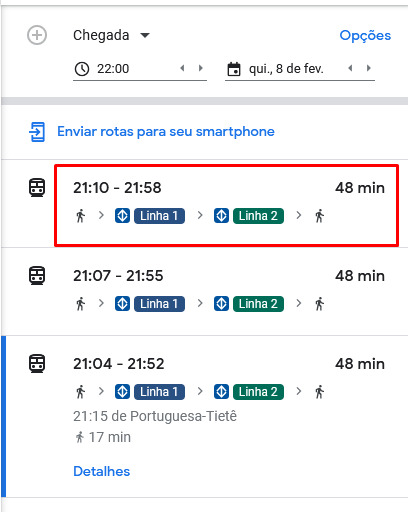 Chegada
Opções
22:00
qui., 8 de fev.
Enviar rotas para seu smartphone
21:10 - 21:58 48 min
Linha 1 Linha 2
21:07 - 21:55 48 min
Linha 1 Linha 2
21:04 - 21:52 48 min
Linha 1 Linha 2
21:15 de Portuguesa-Tietê
17 min
Detalhes